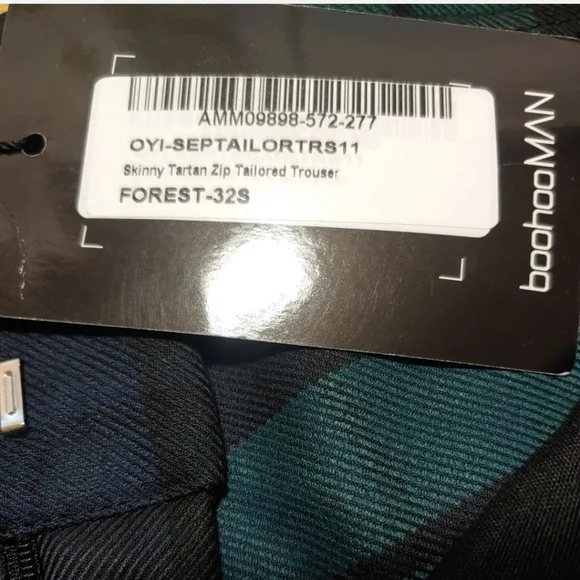 AMM09898-572-277
OYI-SEPTAILORTRS11
Skinny Tartan Zip Tailored Trouser
FOREST-32S
boohooMAN